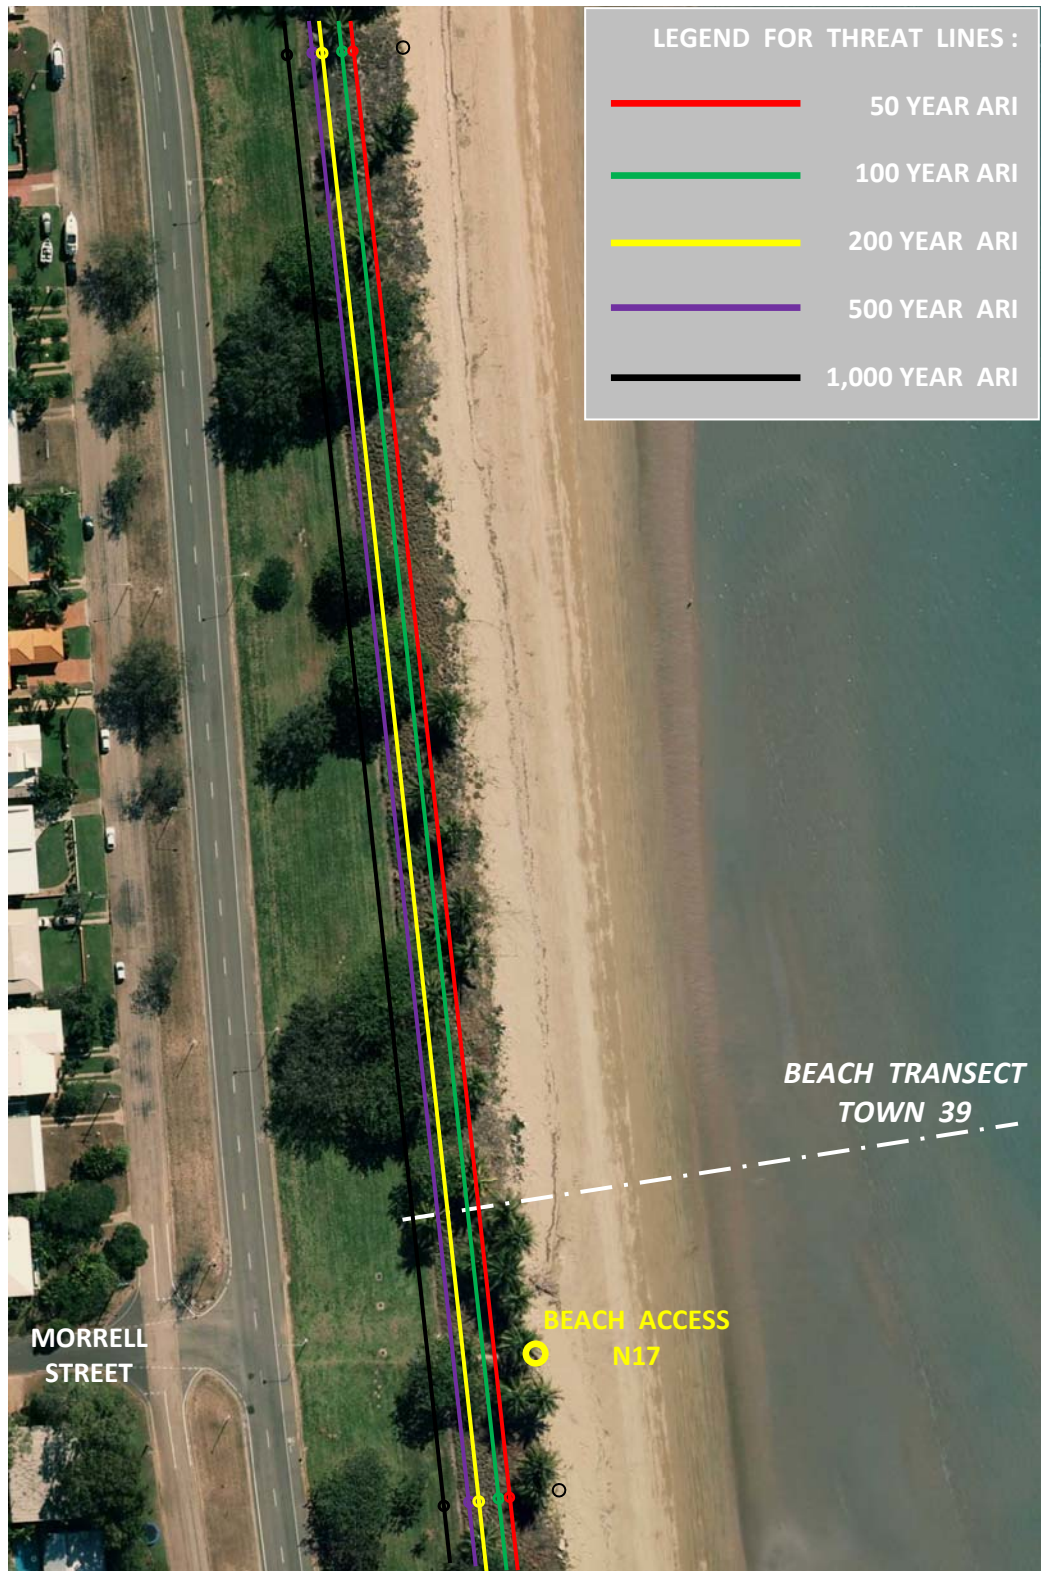 LEGEND FOR THREAT LINES :
50 YEAR ARI
100 YEAR ARI
200 YEAR ARI
500 YEAR ARI
1,000 YEAR ARI
BEACH TRANSECT
TOWN 39
BEACH ACCESS
N17
MORRELL
STREET